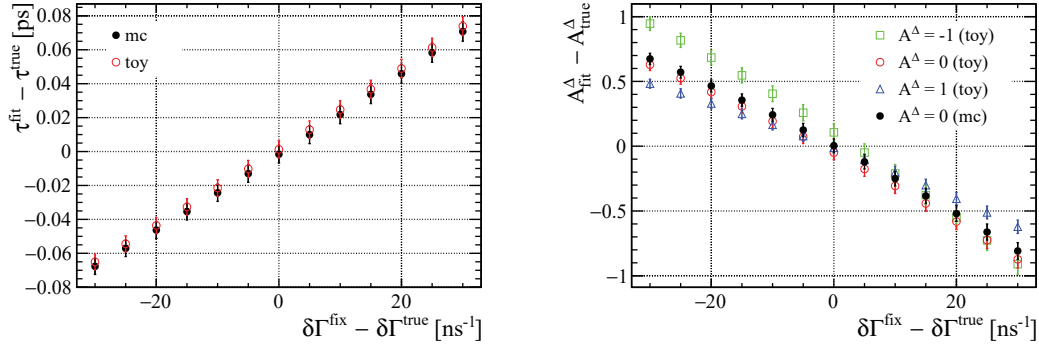 τ^fit − τ^true [ps]
0.08
0.06
0.04
0.02
0
−0.02
−0.04
−0.06
−0.08
mc
toy
−20 0 20
δΓ^fix − δΓ^true [ns^-1]
A^Δ_fit − A^Δ_true
1
0.5
0
−0.5
−1
A^Δ = -1 (toy)
A^Δ = 0 (toy)
A^Δ = 1 (toy)
A^Δ = 0 (mc)
−20 0 20
δΓ^fix − δΓ^true [ns^-1]